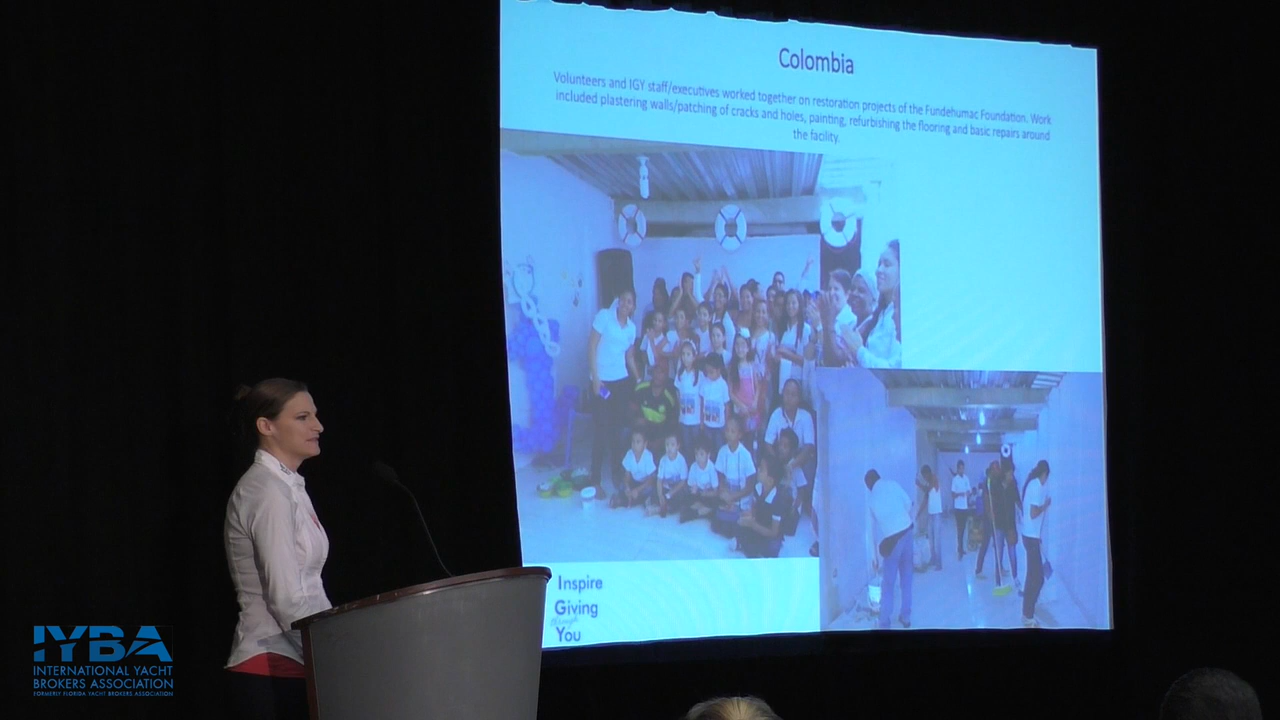 Colombia
Volunteers and IGY staff/executives worked together on restoration projects of the Fundehumac Foundation. Work
included plastering walls/patching of cracks and holes, painting, refurbishing the flooring and basic repairs around
the facility.
Inspire
Giving
through
You
IYBA
INTERNATIONAL YACHT
BROKERS ASSOCIATION
FORMERLY FLORIDA YACHT BROKERS ASSOCIATION